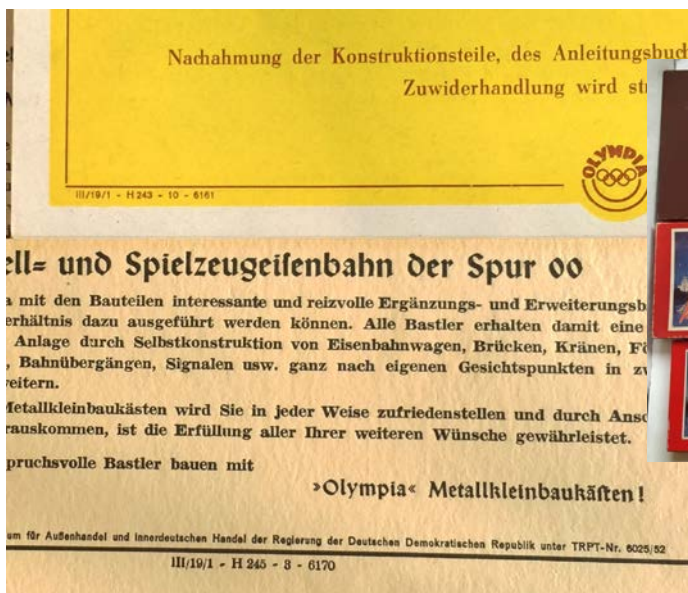 Nachahmung der Konstruktionsteile, des Anleitungsbuch
Zuwiderhandlung wird st
OLYMPIA
III/19/1 - H 243 - 10 - 6161
ell= und Spielzeugeiſenbahn der Spur 00
a mit den Bauteilen interessante und reizvolle Ergänzungs- und Erweiterungsb
erhältnis dazu ausgeführt werden können. Alle Bastler erhalten damit eine
Anlage durch Selbstkonstruktion von Eisenbahnwagen, Brücken, Kränen, Fö
, Bahnübergängen, Signalen usw. ganz nach eigenen Gesichtspunkten in zw
reitern.
Metallkleinbaukästen wird Sie in jeder Weise zufriedenstellen und durch Ansc
rauskommen, ist die Erfüllung aller Ihrer weiteren Wünsche gewährleistet.
pruchsvolle Bastler bauen mit
»Olympia« Metallkleinbaukäſten!
um für Außenhandel und Innerdeutschen Handel der Regierung der Deutschen Demokratischen Republik unter TRPT-Nr. 6025/52
III/19/1 - H 245 - 3 - 6170